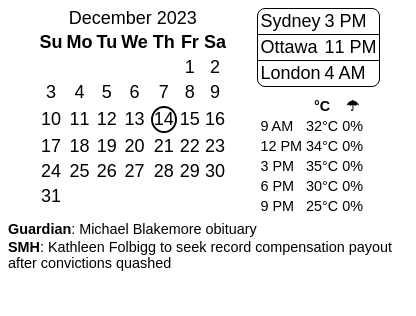 December 2023
Su Mo Tu We Th Fr Sa
1 2
3 4 5 6 7 8 9
10 11 12 13 14 15 16
17 18 19 20 21 22 23
24 25 26 27 28 29 30
31
Sydney 3 PM
Ottawa 11 PM
London 4 AM
°C ☂
9 AM 32°C 0%
12 PM 34°C 0%
3 PM 35°C 0%
6 PM 30°C 0%
9 PM 25°C 0%
Guardian: Michael Blakemore obituary
SMH: Kathleen Folbigg to seek record compensation payout
after convictions quashed